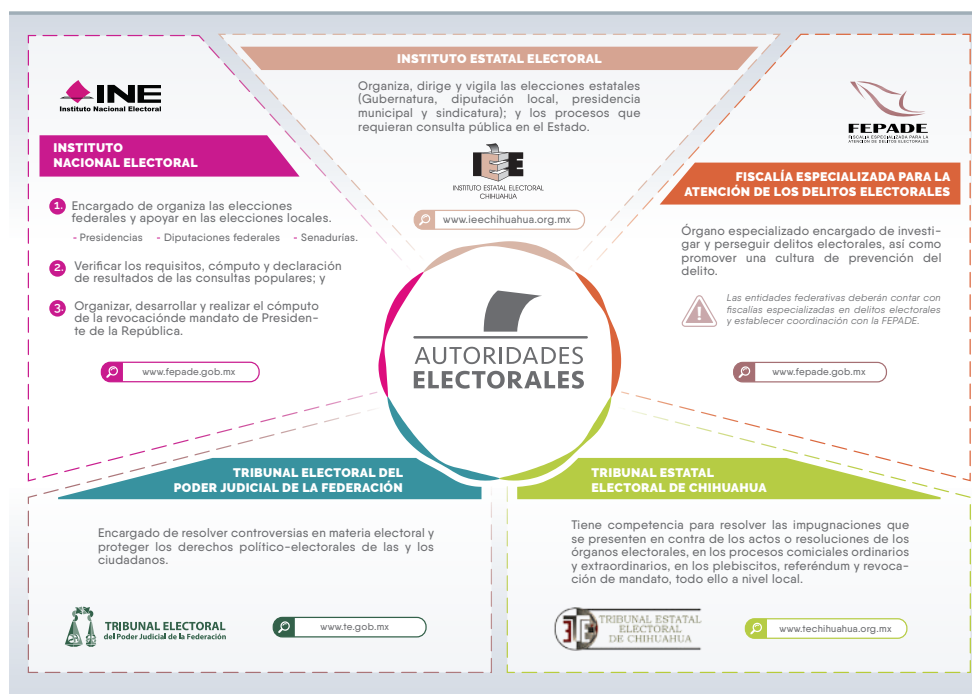 INE
Instituto Nacional Electoral
INSTITUTO
NACIONAL ELECTORAL
1. Encargado de organiza las elecciones
federales y apoyar en las elecciones locales.
- Presidencias - Diputaciones federales - Senadurías.
2. Verificar los requisitos, cómputo y declaración
de resultados de las consultas populares; y
3. Organizar, desarrollar y realizar el cómputo
de la revocaciónde mandato de Presiden-
te de la República.
www.fepade.gob.mx
INSTITUTO ESTATAL ELECTORAL
Organiza, dirige y vigila las elecciones estatales
(Gubernatura, diputación local, presidencia
municipal y sindicatura); y los procesos que
requieran consulta pública en el Estado.
IEE
INSTITUTO ESTATAL ELECTORAL
CHIHUAHUA
www.ieechihuahua.org.mx
FEPADE
FISCALÍA ESPECIALIZADA PARA LA
ATENCIÓN DE DELITOS ELECTORALES
FISCALÍA ESPECIALIZADA PARA LA
ATENCIÓN DE LOS DELITOS ELECTORALES
Órgano especializado encargado de investi-
gar y perseguir delitos electorales, así como
promover una cultura de prevención del
delito.
Las entidades federativas deberán contar con
fiscalías especializadas en delitos electorales
y establecer coordinación con la FEPADE.
www.fepade.gob.mx
AUTORIDADES
ELECTORALES
TRIBUNAL ELECTORAL DEL
PODER JUDICIAL DE LA FEDERACIÓN
Encargado de resolver controversias en materia electoral y
proteger los derechos político-electorales de las y los
ciudadanos.
TRIBUNAL ELECTORAL
del Poder Judicial de la Federación
www.te.gob.mx
TRIBUNAL ESTATAL
ELECTORAL DE CHIHUAHUA
Tiene competencia para resolver las impugnaciones que
se presenten en contra de los actos o resoluciones de los
órganos electorales, en los procesos comiciales ordinarios
y extraordinarios, en los plebiscitos, referéndum y revoca-
ción de mandato, todo ello a nivel local.
TRIBUNAL ESTATAL
ELECTORAL
DE CHIHUAHUA
www.techihuahua.org.mx